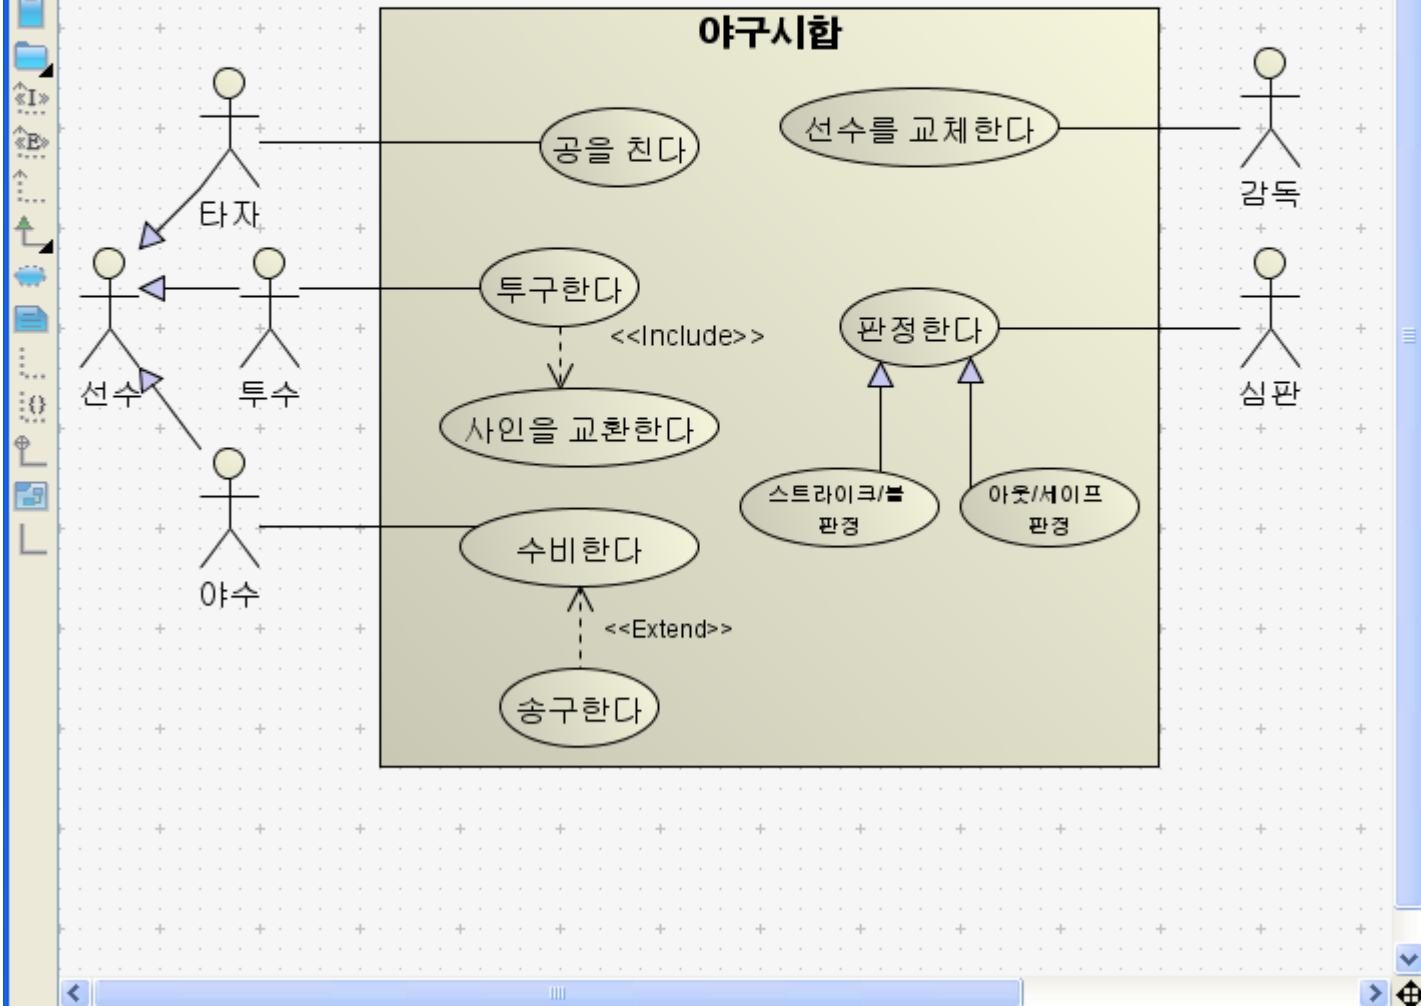 야구시합
공을 친다
선수를 교체한다
감독
타자
투구한다
<<Include>>
판정한다
선수
투수
심판
사인을 교환한다
스트라이크/볼
판정
아웃/세이프
판정
수비한다
야수
<<Extend>>
송구한다
«I»
«E»
{}